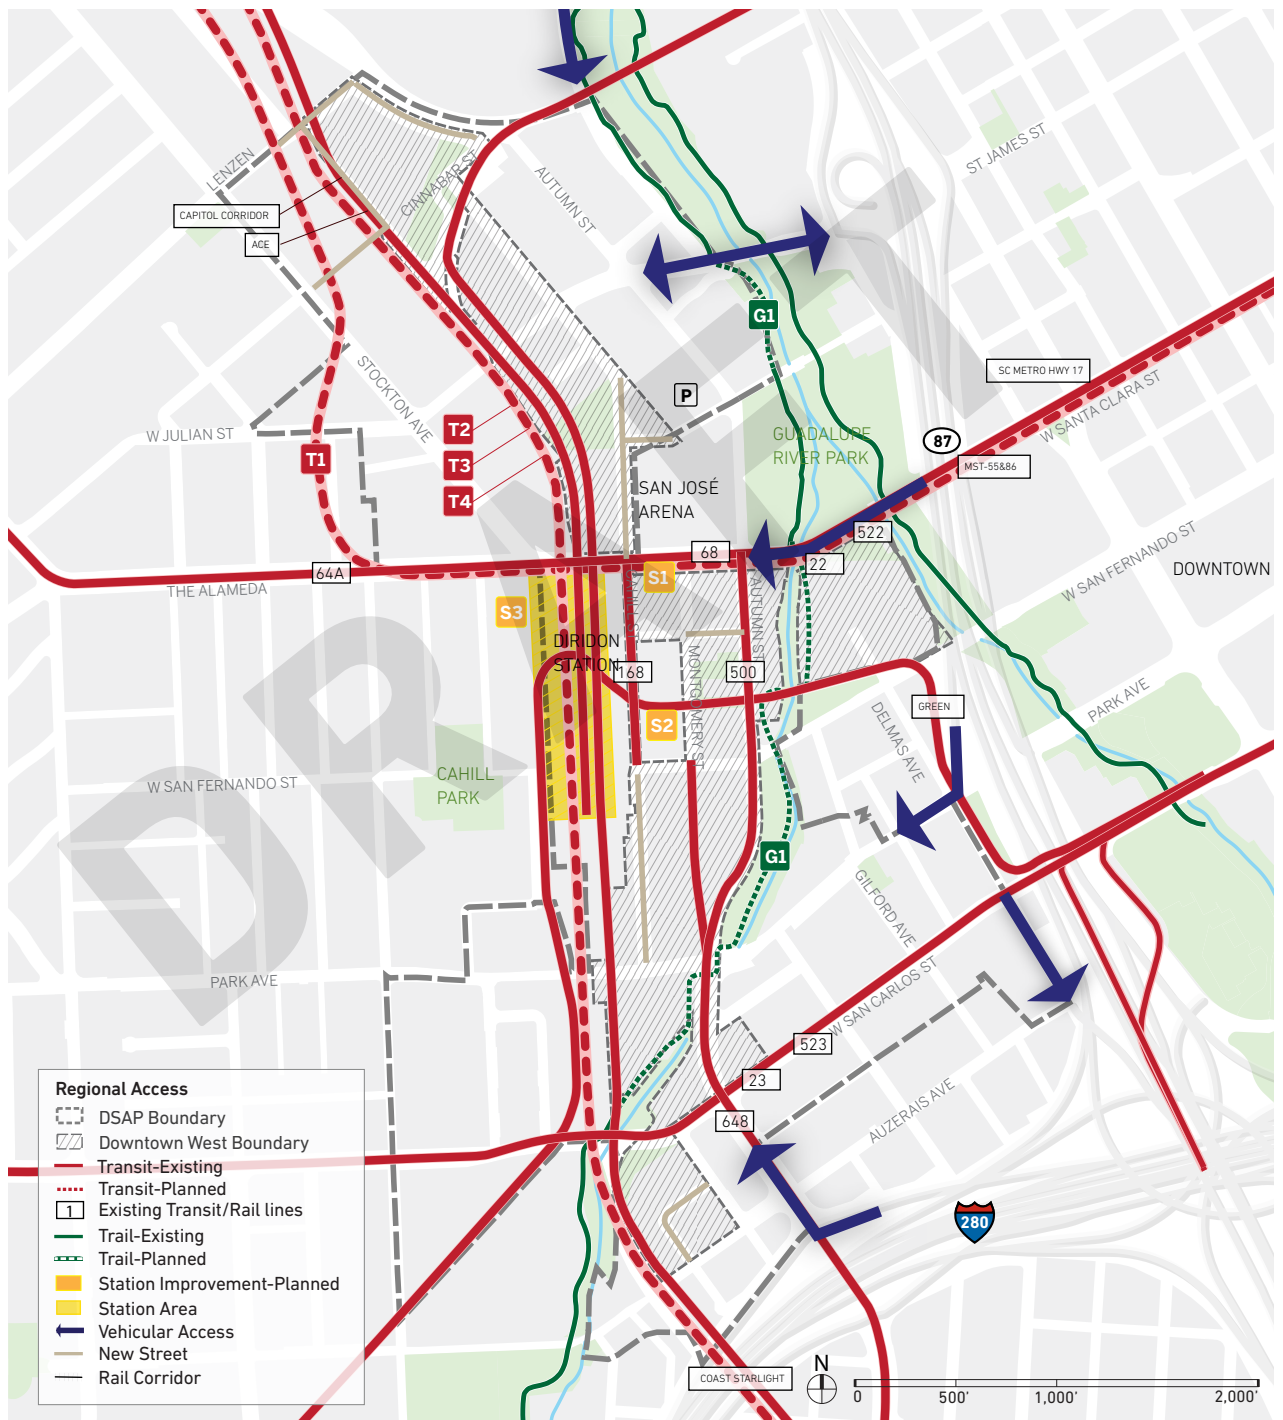 LENZEN
CINNABAR ST
AUTUMN ST
ST JAMES ST
CAPITOL CORRIDOR
ACE
G1
STOCKTON AVE
SC METRO HWY 17
W SANTA CLARA ST
P
W JULIAN ST
T1
T2
T3
T4
GUADALUPE
RIVER PARK
87
MST-55&86
SAN JOSÉ
ARENA
522
68
22
64A
THE ALAMEDA
S1
S3
W SAN FERNANDO ST
DOWNTOWN
CAHILL ST
AUTUMN ST
DIRIDON
STATION
168
500
MONTGOMERY ST
S2
GREEN
DELMAS AVE
PARK AVE
W SAN FERNANDO ST
CAHILL
PARK
G1
GILFORD AVE
PARK AVE
W SAN CARLOS ST
523
23
648
AUZERAIS AVE
280
DRAFT
Regional Access
DSAP Boundary
Downtown West Boundary
Transit-Existing
Transit-Planned
1 Existing Transit/Rail lines
Trail-Existing
Trail-Planned
Station Improvement-Planned
Station Area
Vehicular Access
New Street
Rail Corridor
COAST STARLIGHT
N
0 500' 1,000' 2,000'